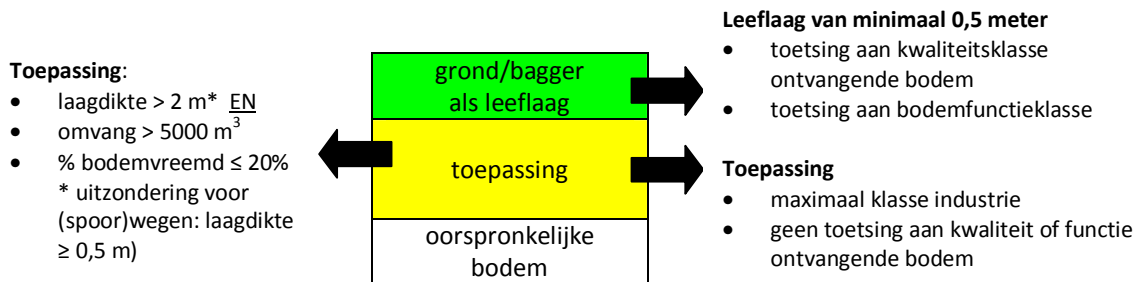 Toepassing:
• laagdikte > 2 m* EN
• omvang > 5000 m³
• % bodemvreemd ≤ 20%
* uitzondering voor
(spoor)wegen: laagdikte
≥ 0,5 m)
grond/bagger
als leeflaag
toepassing
oorspronkelijke
bodem
Leeflaag van minimaal 0,5 meter
• toetsing aan kwaliteitsklasse
ontvangende bodem
• toetsing aan bodemfunctieklasse
Toepassing
• maximaal klasse industrie
• geen toetsing aan kwaliteit of functie
ontvangende bodem